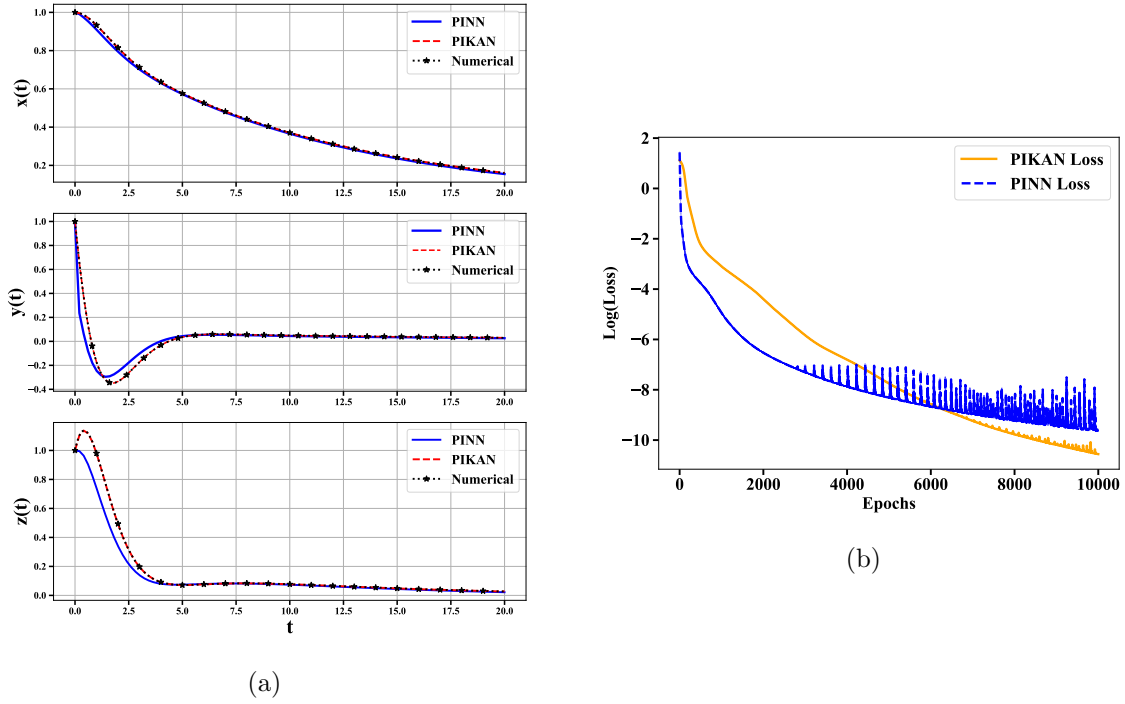 x(t)
1.0
0.8
0.6
0.4
0.2
PINN
PIKAN
Numerical
0.0 2.5 5.0 7.5 10.0 12.5 15.0 17.5 20.0
y(t)
1.0
0.8
0.6
0.4
0.2
0.0
−0.2
−0.4
PINN
PIKAN
Numerical
0.0 2.5 5.0 7.5 10.0 12.5 15.0 17.5 20.0
z(t)
1.0
0.8
0.6
0.4
0.2
0.0
PINN
PIKAN
Numerical
0.0 2.5 5.0 7.5 10.0 12.5 15.0 17.5 20.0
t
(a)
Log(Loss)
2
0
−2
−4
−6
−8
−10
PIKAN Loss
PINN Loss
0 2000 4000 6000 8000 10000
Epochs
(b)